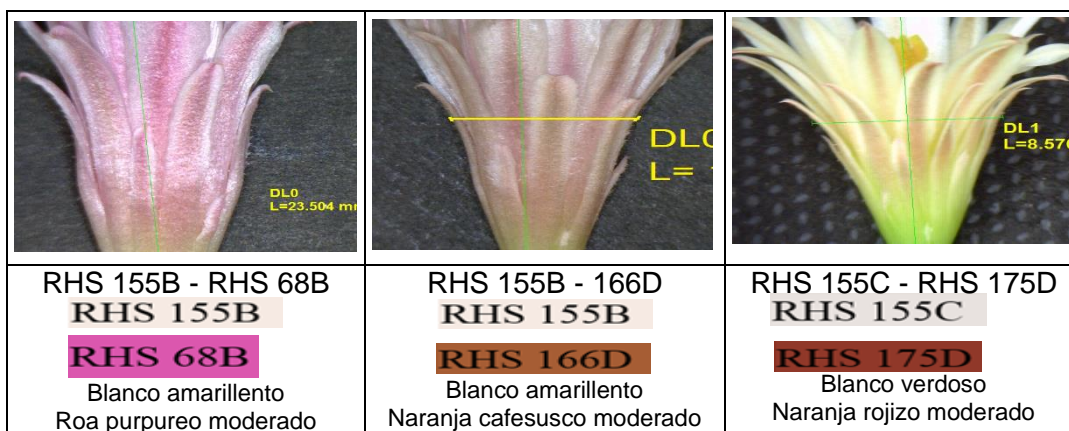 DL0
L=23.504 mm
DL0
L=
DL1
L=8.570
RHS 155B - RHS 68B
RHS 155B
RHS 68B
Blanco amarillento
Roa purpureo moderado
RHS 155B - 166D
RHS 155B
RHS 166D
Blanco amarillento
Naranja cafesusco moderado
RHS 155C - RHS 175D
RHS 155C
RHS 175D
Blanco verdoso
Naranja rojizo moderado